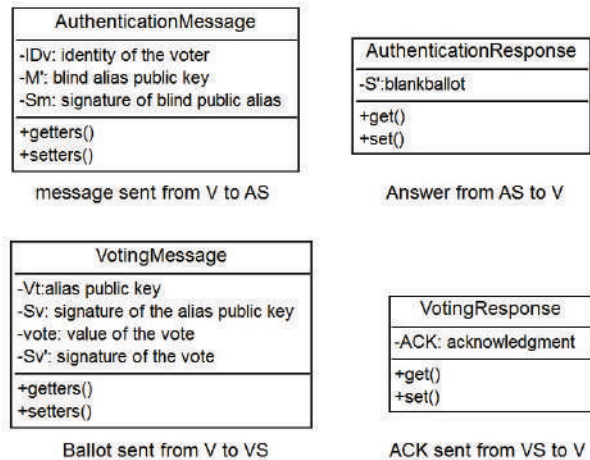 AuthenticationMessage
-IDv: identity of the voter
-M': blind alias public key
-Sm: signature of blind public alias
+getters()
+setters()
message sent from V to AS
AuthenticationResponse
-S':blankballot
+get()
+set()
Answer from AS to V
VotingMessage
-Vt:alias public key
-Sv: signature of the alias public key
-vote: value of the vote
-Sv': signature of the vote
+getters()
+setters()
Ballot sent from V to VS
VotingResponse
-ACK: acknowledgment
+get()
+set()
ACK sent from VS to V